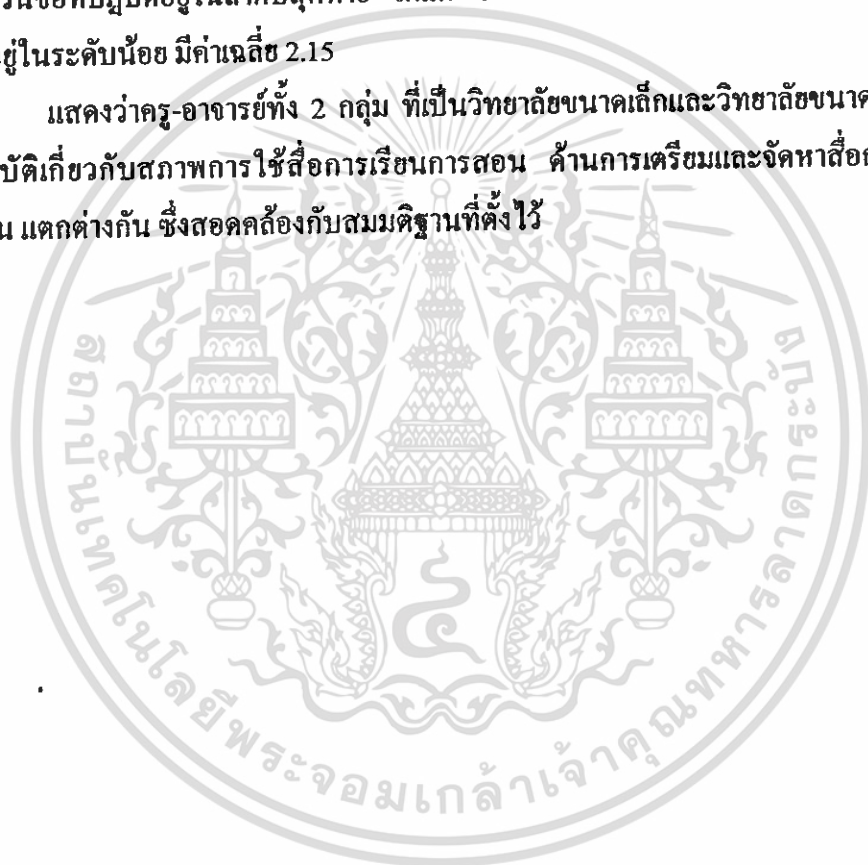 อยู่ในระดับน้อย มีค่าเฉลี่ย 2.15
แสดงว่าครู-อาจารย์ทั้ง 2 กลุ่ม ที่เป็นวิทยาลัยขนาดเล็กและวิทยาลัยขนาด
บัติเกี่ยวกับสภาพการใช้สื่อการเรียนการสอน ด้านการเตรียมและจัดหาสื่อ
น แตกต่างกัน ซึ่งสอดคล้องกับสมมติฐานที่ตั้งไว้
สถาบันเทคโนโลยีพระจอมเกล้าเจ้าคุณทหารลาดกระบัง